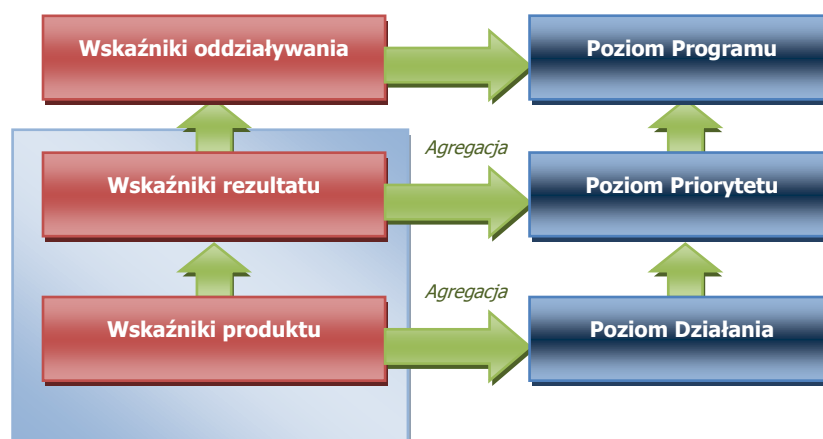 Wskaźniki oddziaływania
Poziom Programu
Agregacja
Wskaźniki rezultatu
Poziom Priorytetu
Agregacja
Wskaźniki produktu
Poziom Działania